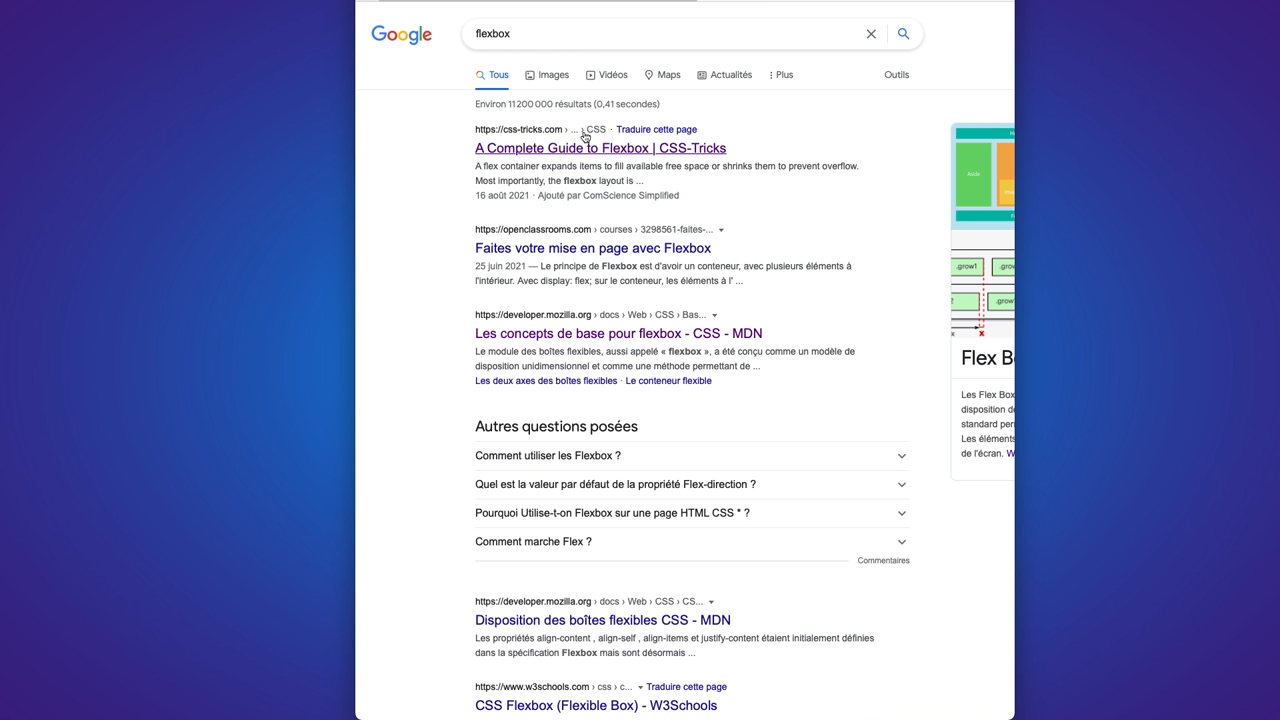 Google
flexbox
Tous Images Vidéos Maps Actualités Plus Outils
Environ 11 200 000 résultats (0,41 secondes)
https://css-tricks.com › ... › CSS · Traduire cette page
A Complete Guide to Flexbox | CSS-Tricks
A flex container expands items to fill available free space or shrinks them to prevent overflow.
Most importantly, the flexbox layout is ...
16 août 2021 · Ajouté par ComScience Simplified
https://openclassrooms.com › courses › 3298561-faites-...
Faites votre mise en page avec Flexbox
25 juin 2021 — Le principe de Flexbox est d'avoir un conteneur, avec plusieurs éléments à
l'intérieur. Avec display: flex; sur le conteneur, les éléments à l' ...
https://developer.mozilla.org › docs › Web › CSS › Bas...
Les concepts de base pour flexbox - CSS - MDN
Le module des boîtes flexibles, aussi appelé « flexbox », a été conçu comme un modèle de
disposition unidimensionnel et comme une méthode permettant de ...
Les deux axes des boîtes flexibles · Le conteneur flexible
Autres questions posées
Comment utiliser les Flexbox ?
Quel est la valeur par défaut de la propriété Flex-direction ?
Pourquoi Utilise-t-on Flexbox sur une page HTML CSS * ?
Comment marche Flex ?
Commentaires
https://developer.mozilla.org › docs › Web › CSS › CS...
Disposition des boîtes flexibles CSS - MDN
Les propriétés align-content , align-self , align-items et justify-content étaient initialement définies
dans la spécification Flexbox mais sont désormais ...
https://www.w3schools.com › css › c... Traduire cette page
CSS Flexbox (Flexible Box) - W3Schools
.grow1 .grow
.grow
x x
Flex B
Les Flex Box
disposition d
standard per
Les éléments
de l'écran. W